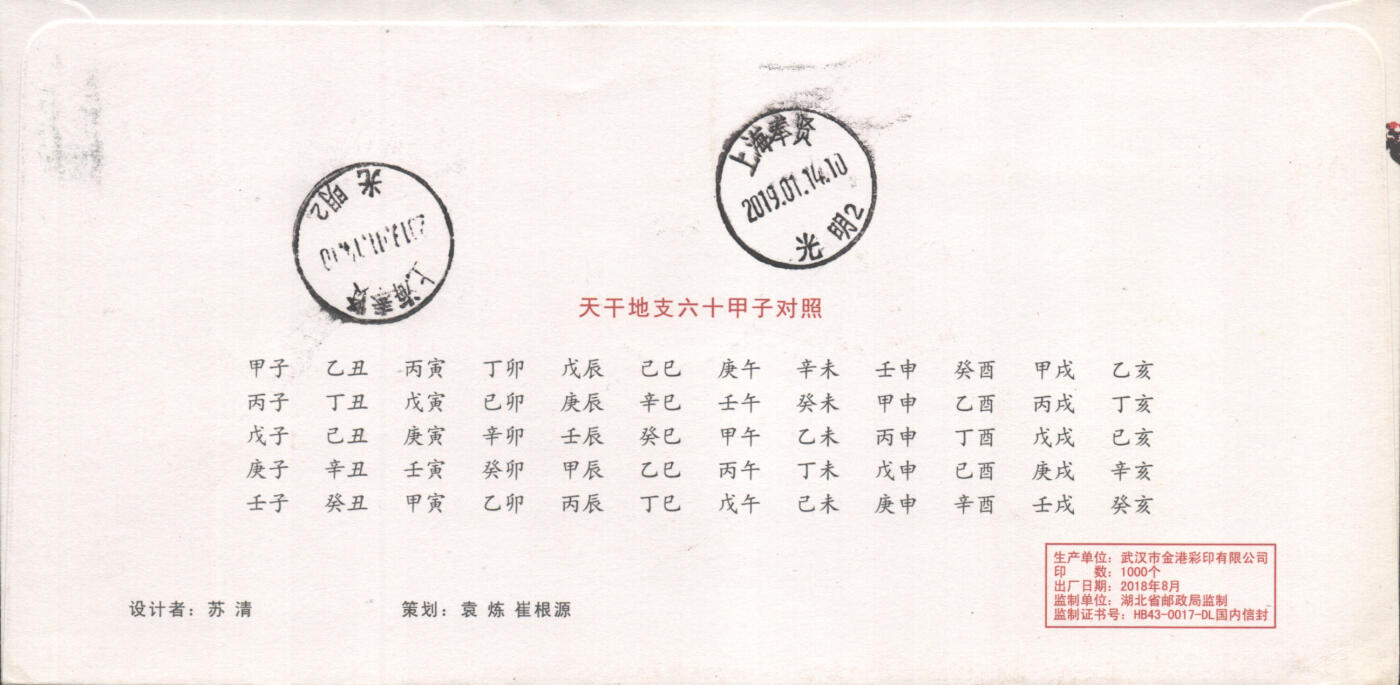 上海奉贤
2019.01.14.10
光明2
上海奉贤
2019.01.14.10
光明2
天干地支六十甲子对照
甲子 乙丑 丙寅 丁卯 戊辰 己巳 庚午 辛未 壬申 癸酉 甲戌 乙亥
丙子 丁丑 戊寅 已卯 庚辰 辛巳 壬午 癸未 甲申 乙酉 丙戌 丁亥
戊子 己丑 庚寅 辛卯 壬辰 癸巳 甲午 乙未 丙申 丁酉 戊戌 已亥
庚子 辛丑 壬寅 癸卯 甲辰 乙巳 丙午 丁未 戊申 已酉 庚戌 辛亥
壬子 癸丑 甲寅 乙卯 丙辰 丁巳 戊午 己未 庚申 辛酉 壬戌 癸亥
生产单位：武汉市金港彩印有限公司
印 数：1000个
出厂日期：2018年8月
监制单位：湖北省邮政局监制
监制证书号：HB43-0017-DL国内信封
设计者：苏 清 策划：袁 炼 崔根源